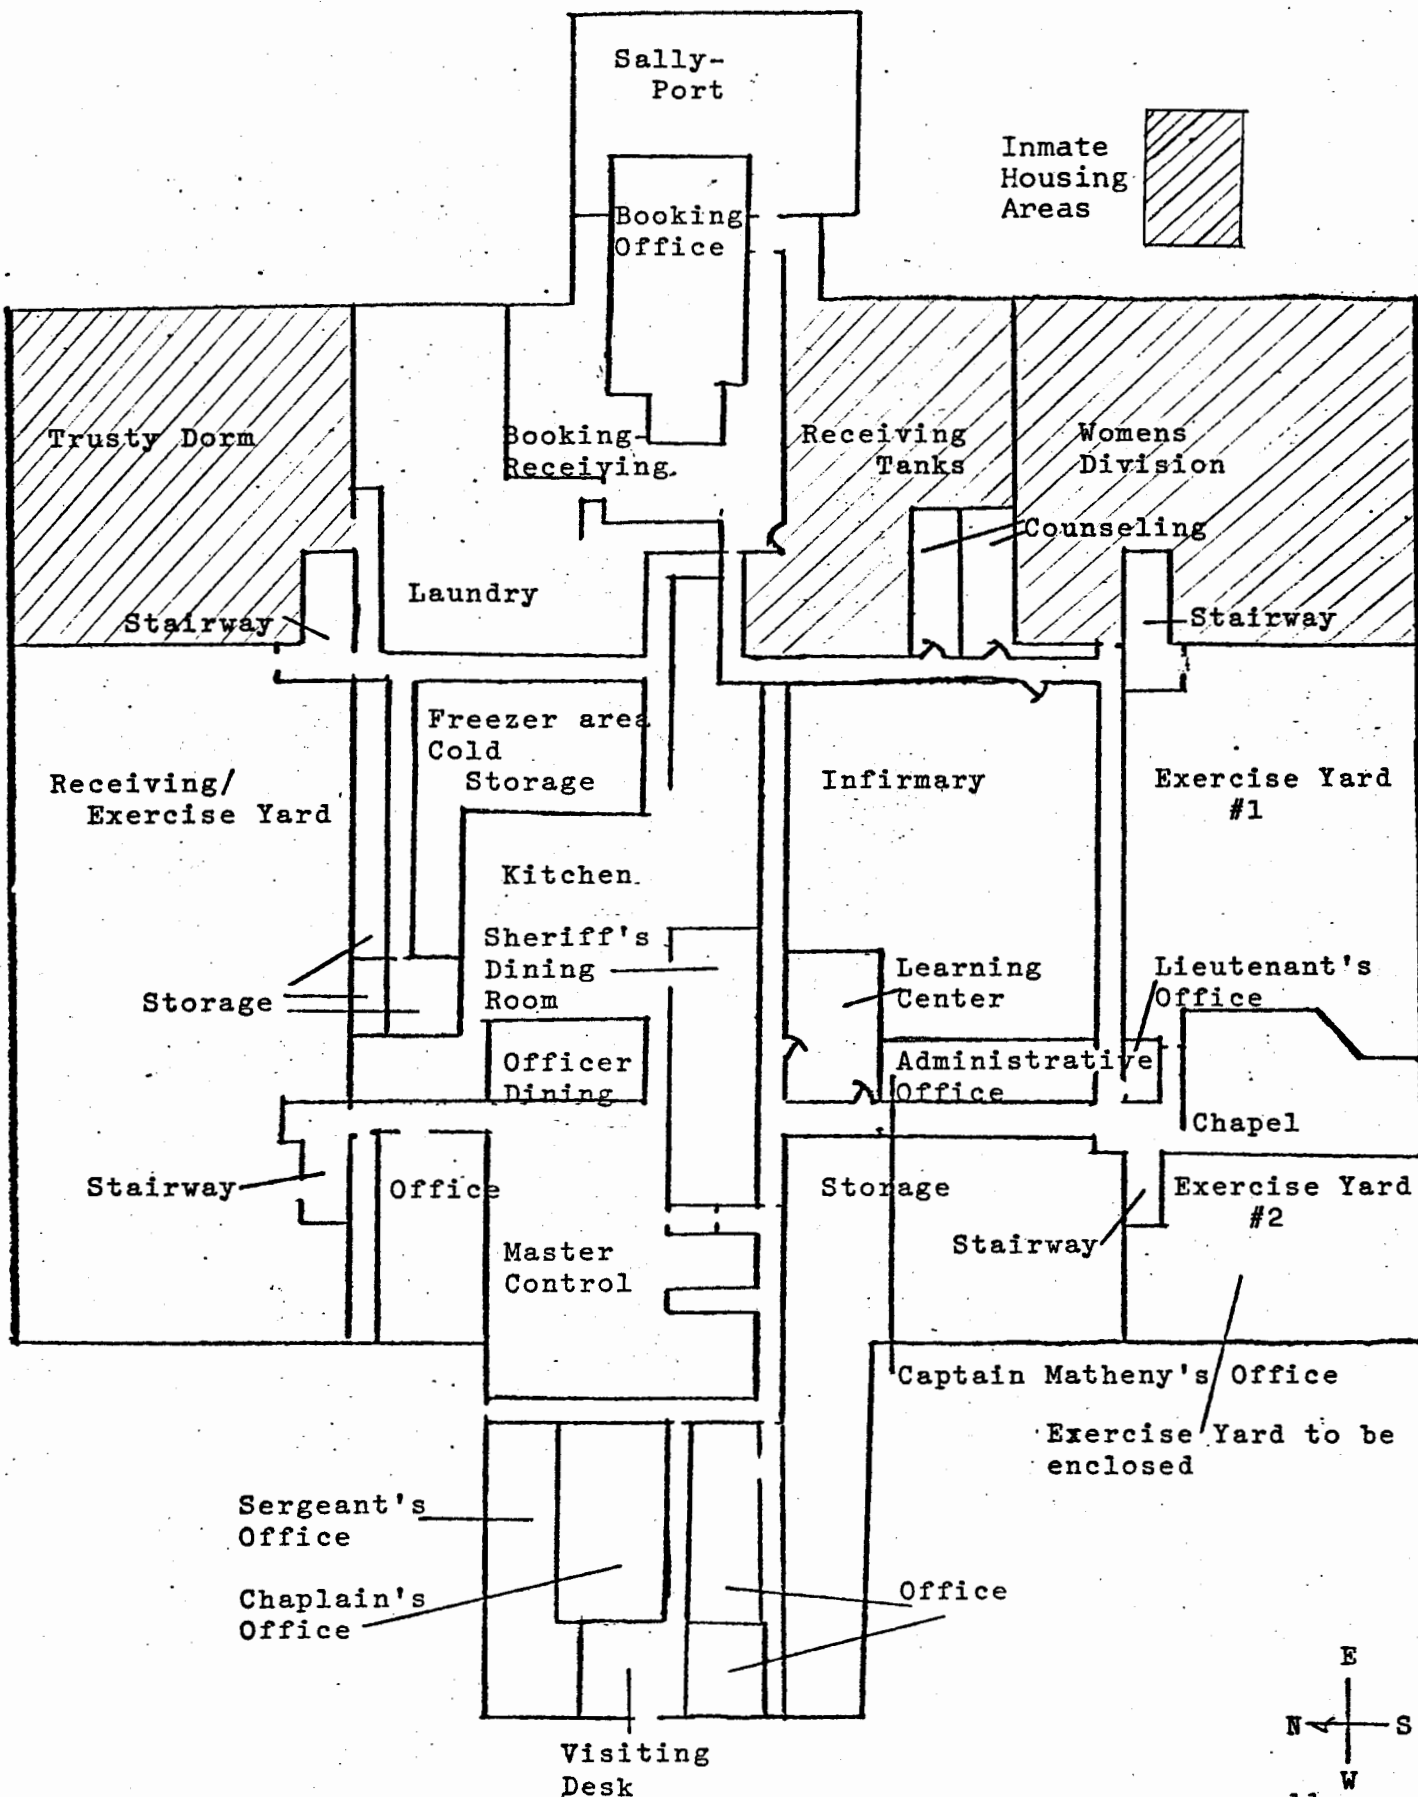 Sally-
Port
Inmate
Housing
Areas
Booking
Office
Trusty Dorm
Booking-
Receiving
Receiving
Tanks
Womens
Division
Counseling
Laundry
Stairway
Stairway
Freezer area
Cold
Storage
Receiving/
Exercise Yard
Infirmary
Exercise Yard
#1
Kitchen
Sheriff's
Dining
Room
Storage
Learning
Center
Lieutenant's
Office
Officer
Dining
Administrative
Office
Chapel
Stairway
Office
Storage
Exercise Yard
#2
Stairway
Master
Control
Captain Matheny's Office
Exercise Yard to be
enclosed
Sergeant's
Office
Chaplain's
Office
Office
Visiting
Desk
E
N S
W